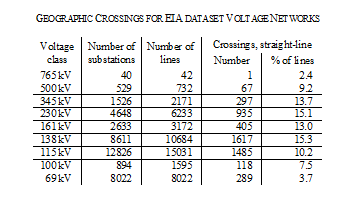 GEOGRAPHIC CROSSINGS FOR EIA DATASET VOLTAGE NETWORKS
Voltage class Number of substations Number of lines Crossings, straight-line
Number % of lines
765 kV 40 42 1 2.4
500 kV 529 732 67 9.2
345 kV 1526 2171 297 13.7
230 kV 4648 6233 935 15.1
161 kV 2633 3172 405 13.0
138 kV 8611 10684 1617 15.3
115 kV 12826 15031 1485 10.2
100 kV 894 1595 118 7.5
69 kV 8022 8022 289 3.7